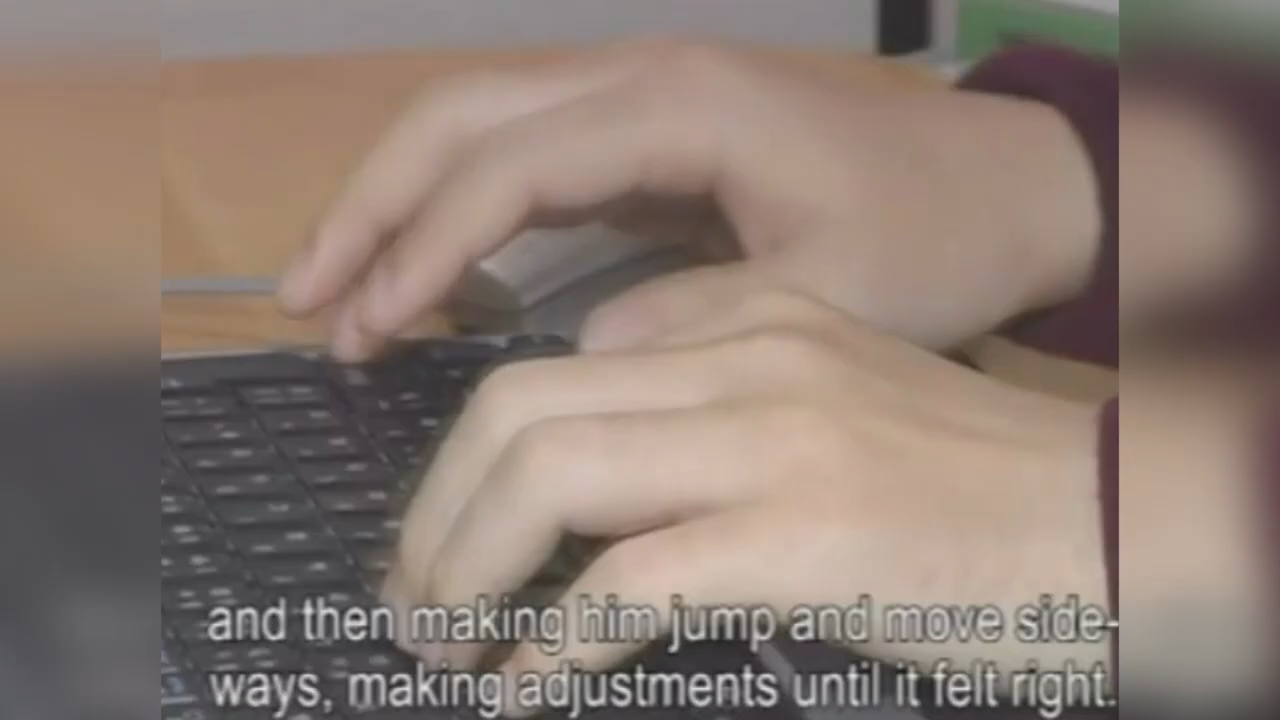 and then making him jump and move side-
ways, making adjustments until it felt right.